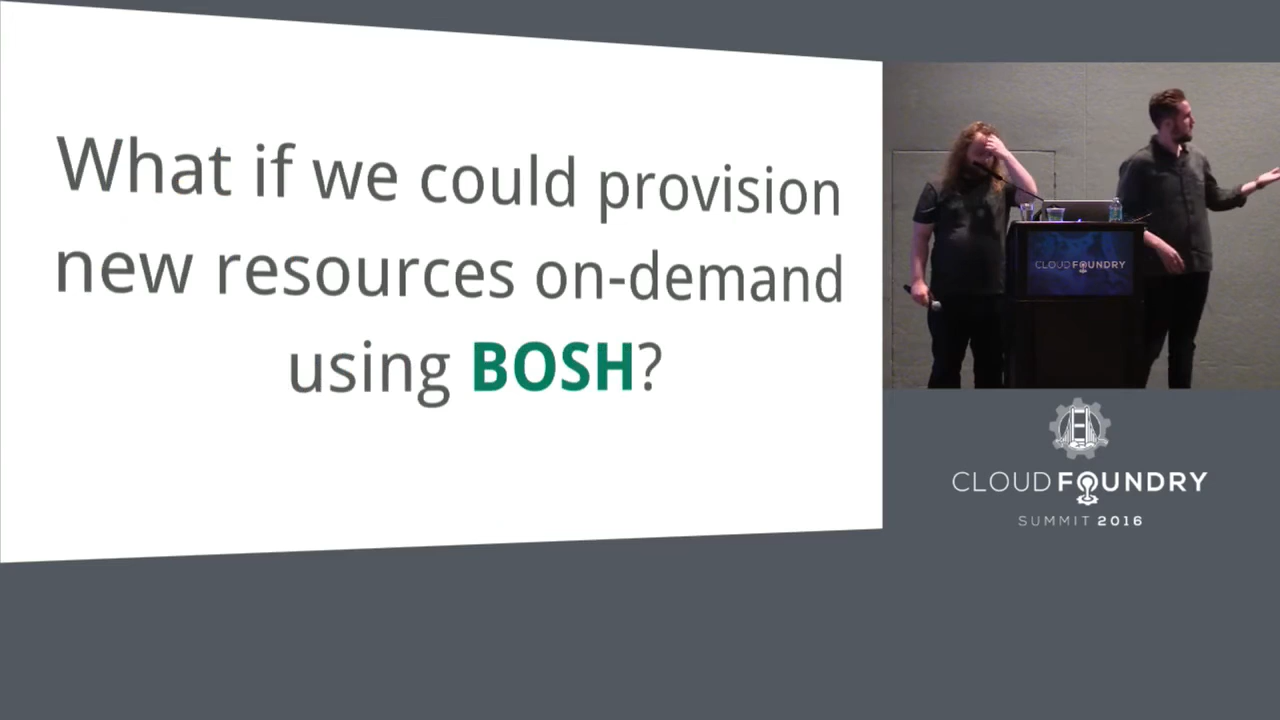 What if we could provision
new resources on-demand
using BOSH?
CLOUD FOUNDRY
CLOUD FOUNDRY
SUMMIT 2016